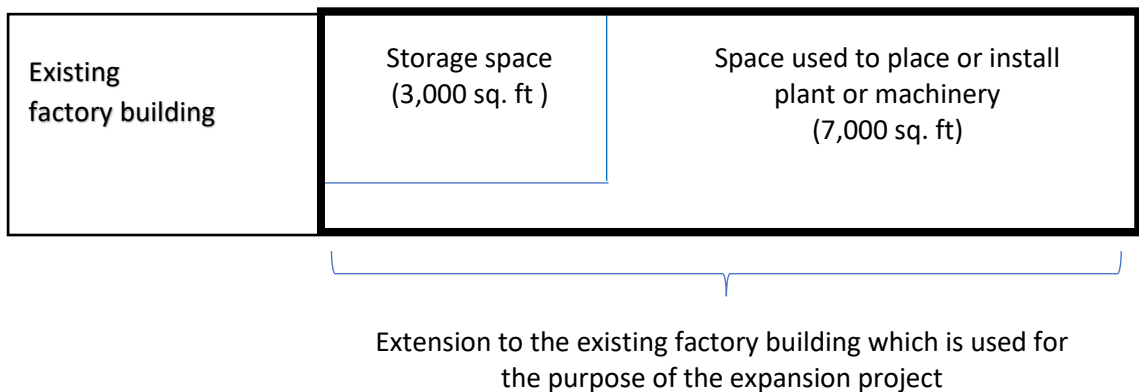 Existing
factory building
Storage space
(3,000 sq. ft )
Space used to place or install
plant or machinery
(7,000 sq. ft)
Extension to the existing factory building which is used for
the purpose of the expansion project